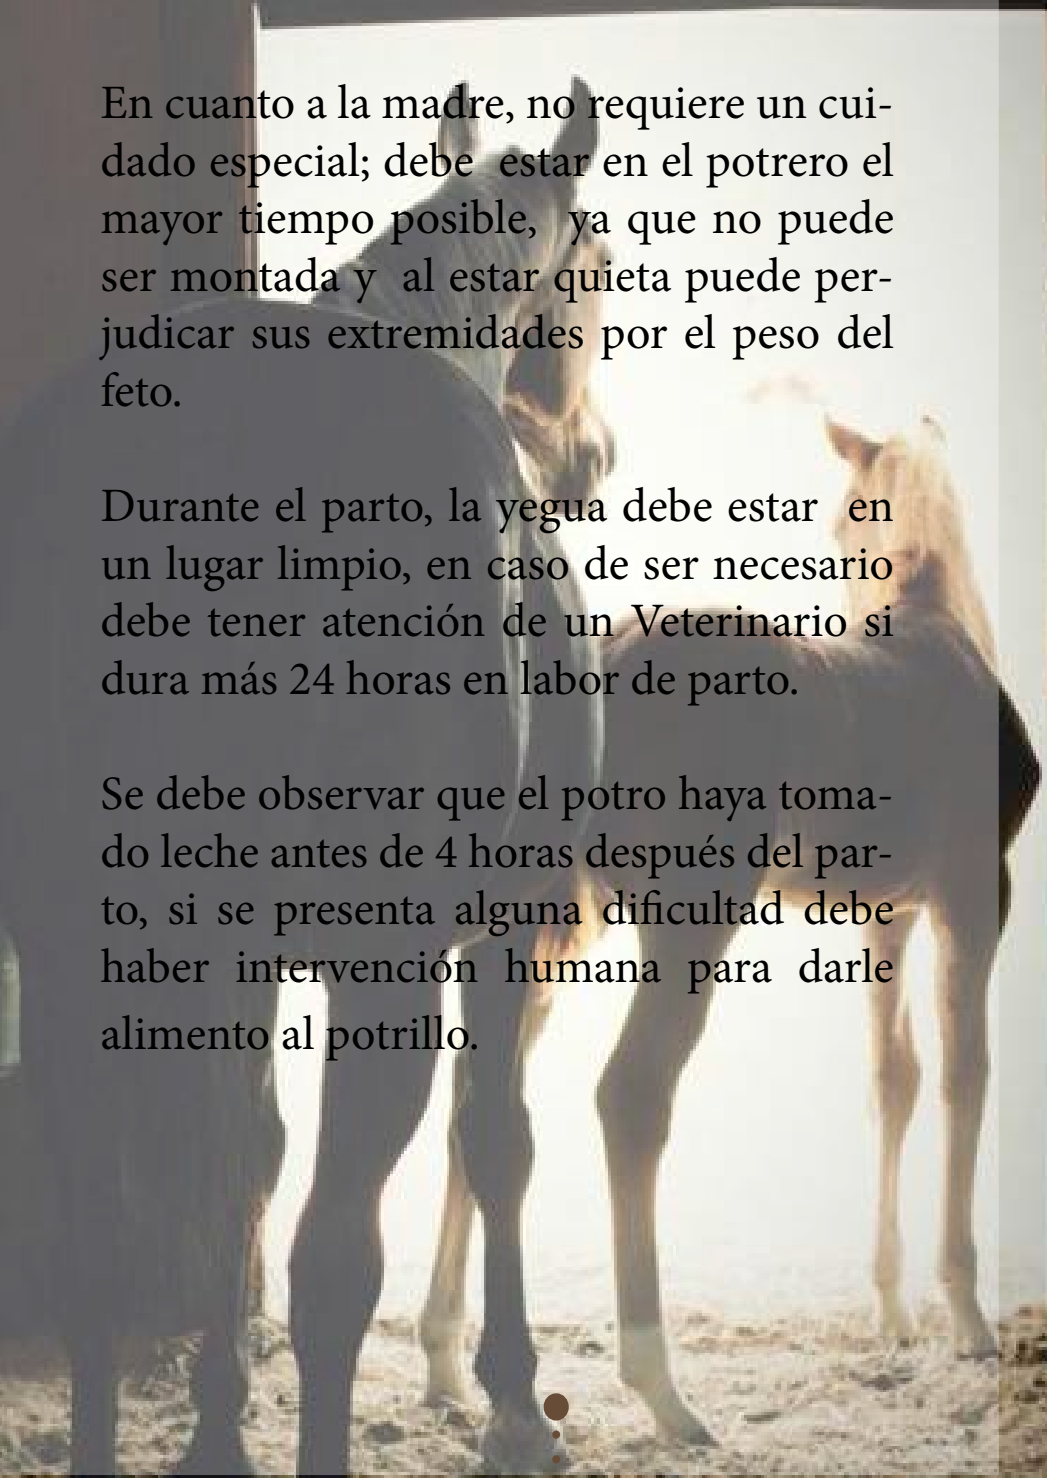 En cuanto a la madre, no requiere un cui-
dado especial; debe estar en el potrero el
mayor tiempo posible, ya que no puede
ser montada y al estar quieta puede per-
judicar sus extremidades por el peso del
feto.
Durante el parto, la yegua debe estar en
un lugar limpio, en caso de ser necesario
debe tener atención de un Veterinario si
dura más 24 horas en labor de parto.
Se debe observar que el potro haya toma-
do leche antes de 4 horas después del par-
to, si se presenta alguna dificultad debe
haber intervención humana para darle
alimento al potrillo.